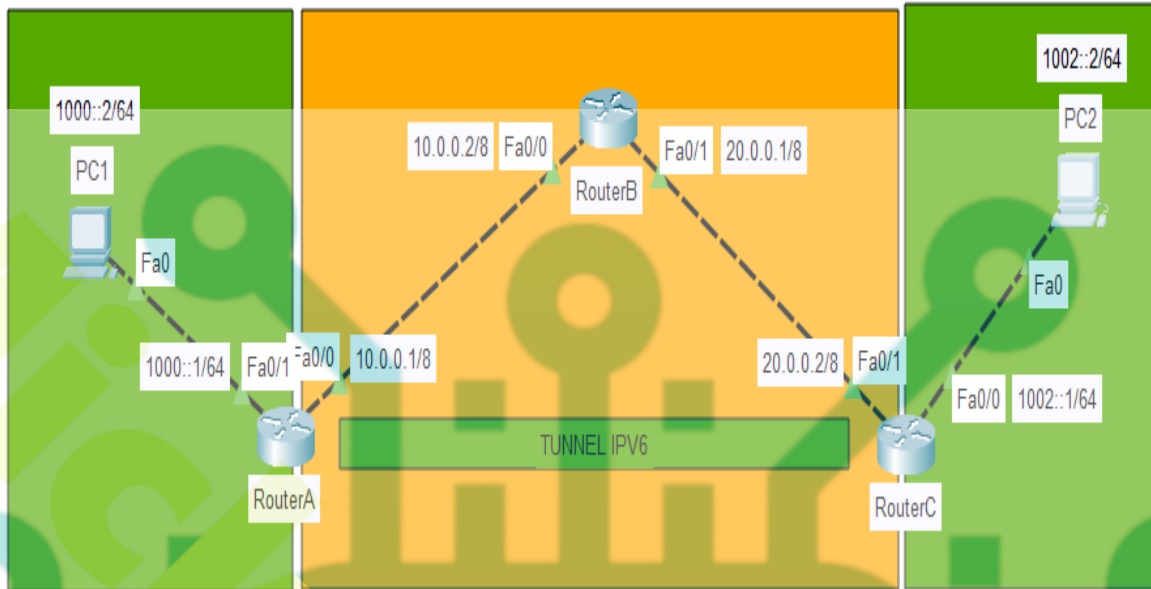 1000::2/64
PC1
Fa0
1000::1/64 Fa0/1
RouterA
Fa0/0 10.0.0.1/8
10.0.0.2/8 Fa0/0
RouterB
Fa0/1 20.0.0.1/8
TUNNEL IPV6
20.0.0.2/8 Fa0/1
RouterC
1002::2/64
PC2
Fa0
Fa0/0 1002::1/64